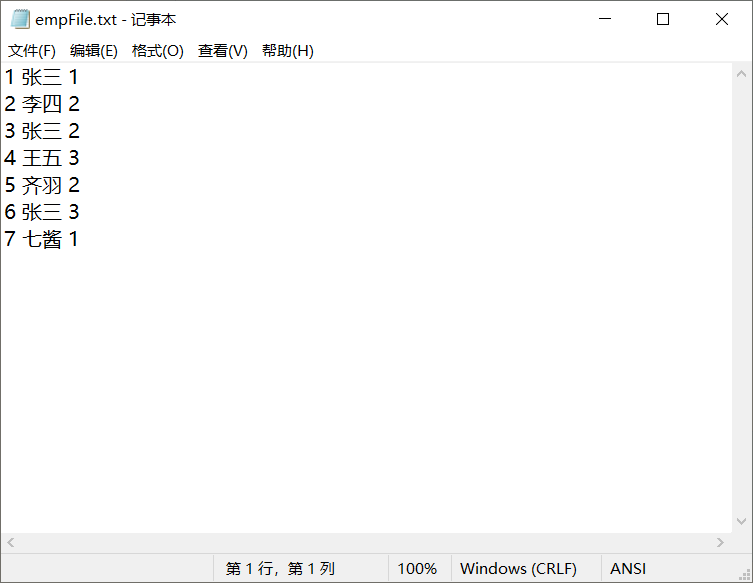 empFile.txt - 记事本
文件(F) 编辑(E) 格式(O) 查看(V) 帮助(H)
1 张三 1
2 李四 2
3 张三 2
4 王五 3
5 齐羽 2
6 张三 3
7 七酱 1
第 1 行，第 1 列 100% Windows (CRLF) ANSI